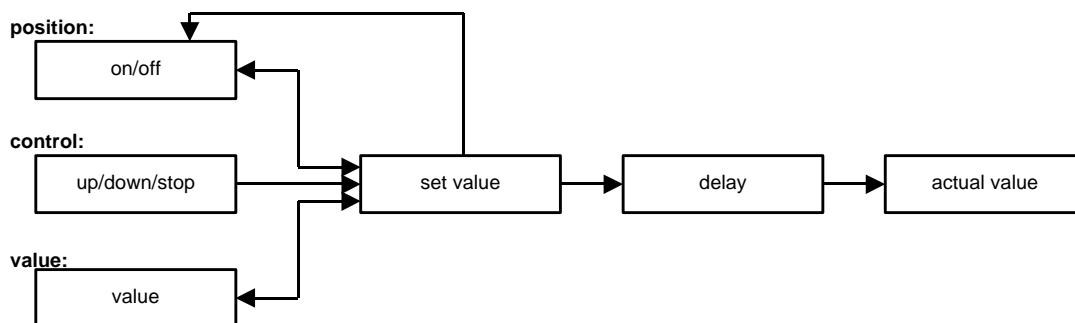 position:
on/off
control:
up/down/stop
set value
delay
actual value
value:
value